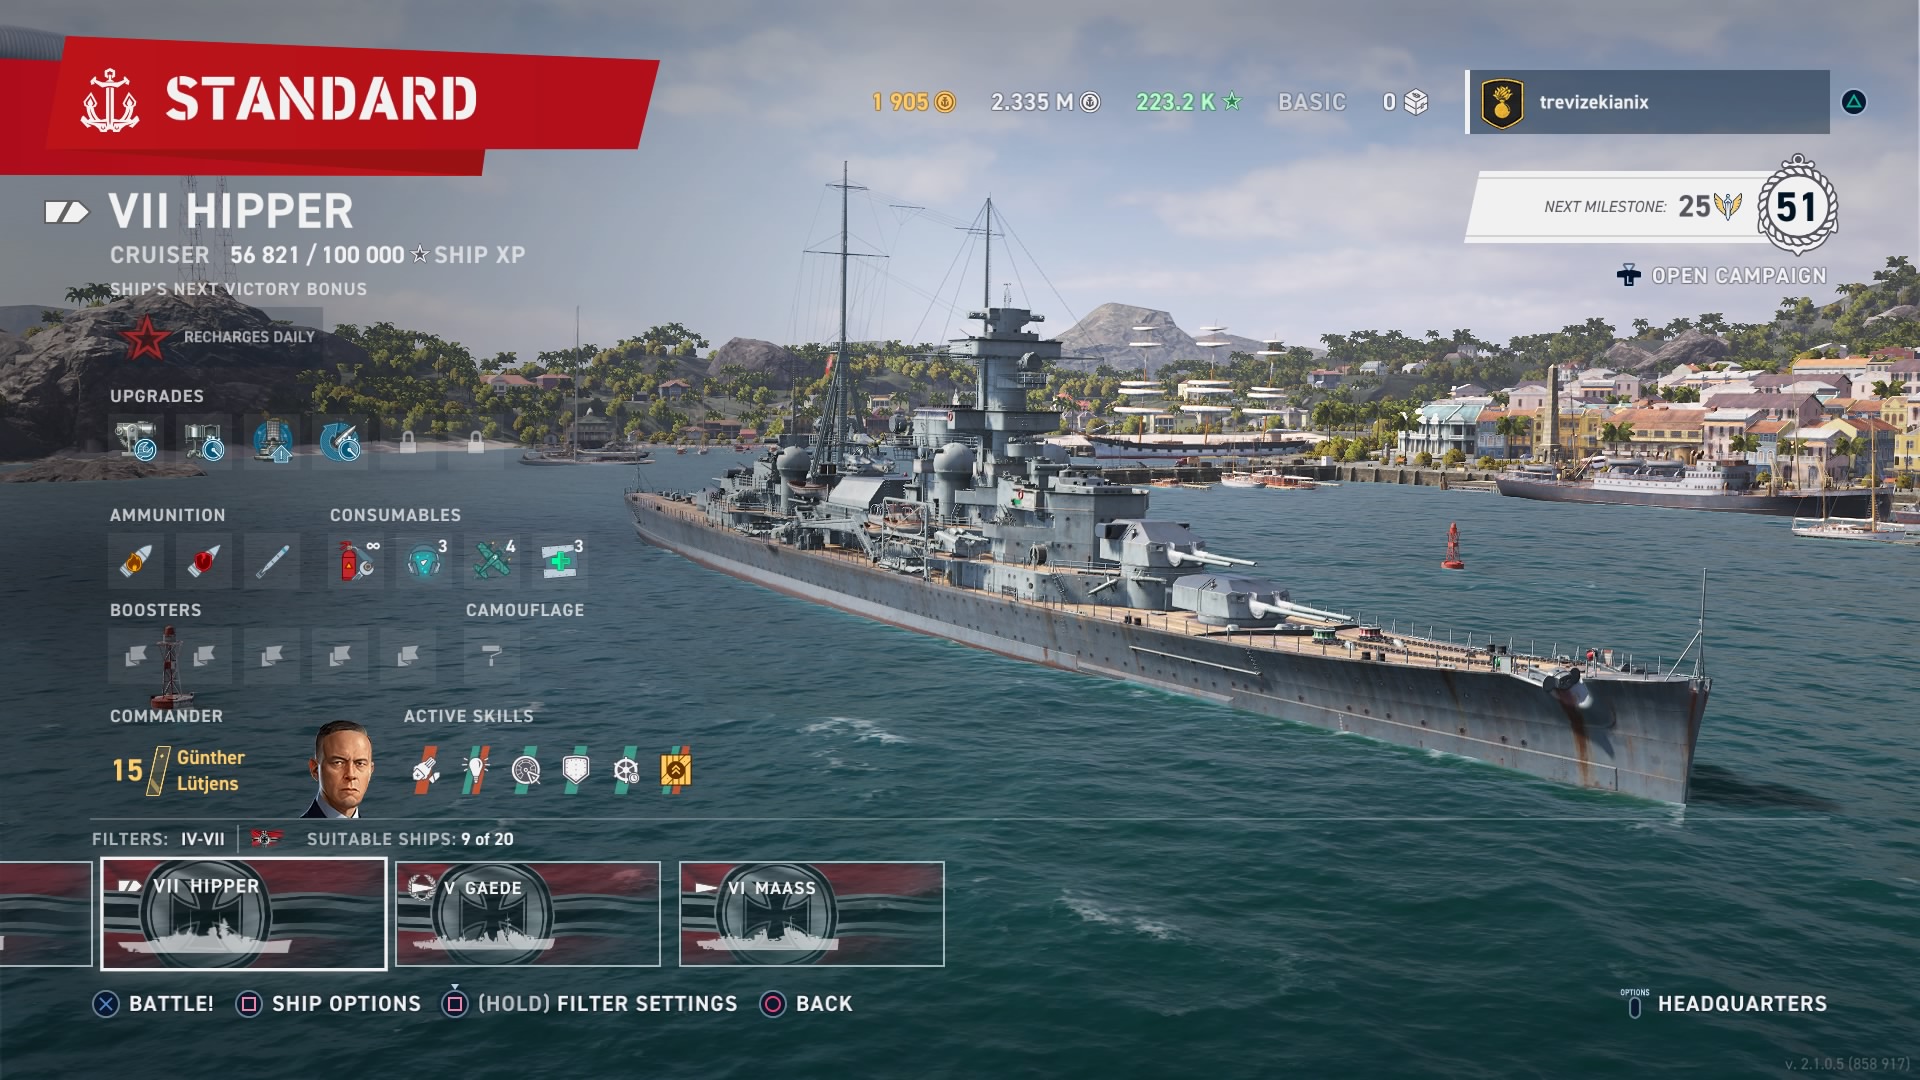 STANDARD
1 905
2.335 M
223.2 K
BASIC
0
trevizekianix
VII HIPPER
CRUISER 56 821 / 100 000 SHIP XP
SHIP'S NEXT VICTORY BONUS
RECHARGES DAILY
NEXT MILESTONE: 25
51
L
OPEN CAMPAIGN
UPGRADES
AMMUNITION
CONSUMABLES
∞
3
4
3
BOOSTERS
CAMOUFLAGE
COMMANDER
ACTIVE SKILLS
15
Günther
Lütjens
FILTERS: IV-VII
SUITABLE SHIPS: 9 of 20
VII HIPPER
V GAEDE
VI MAASS
BATTLE!
SHIP OPTIONS
(HOLD) FILTER SETTINGS
BACK
OPTIONS
HEADQUARTERS
v. 2.1.0.5 (858 917)